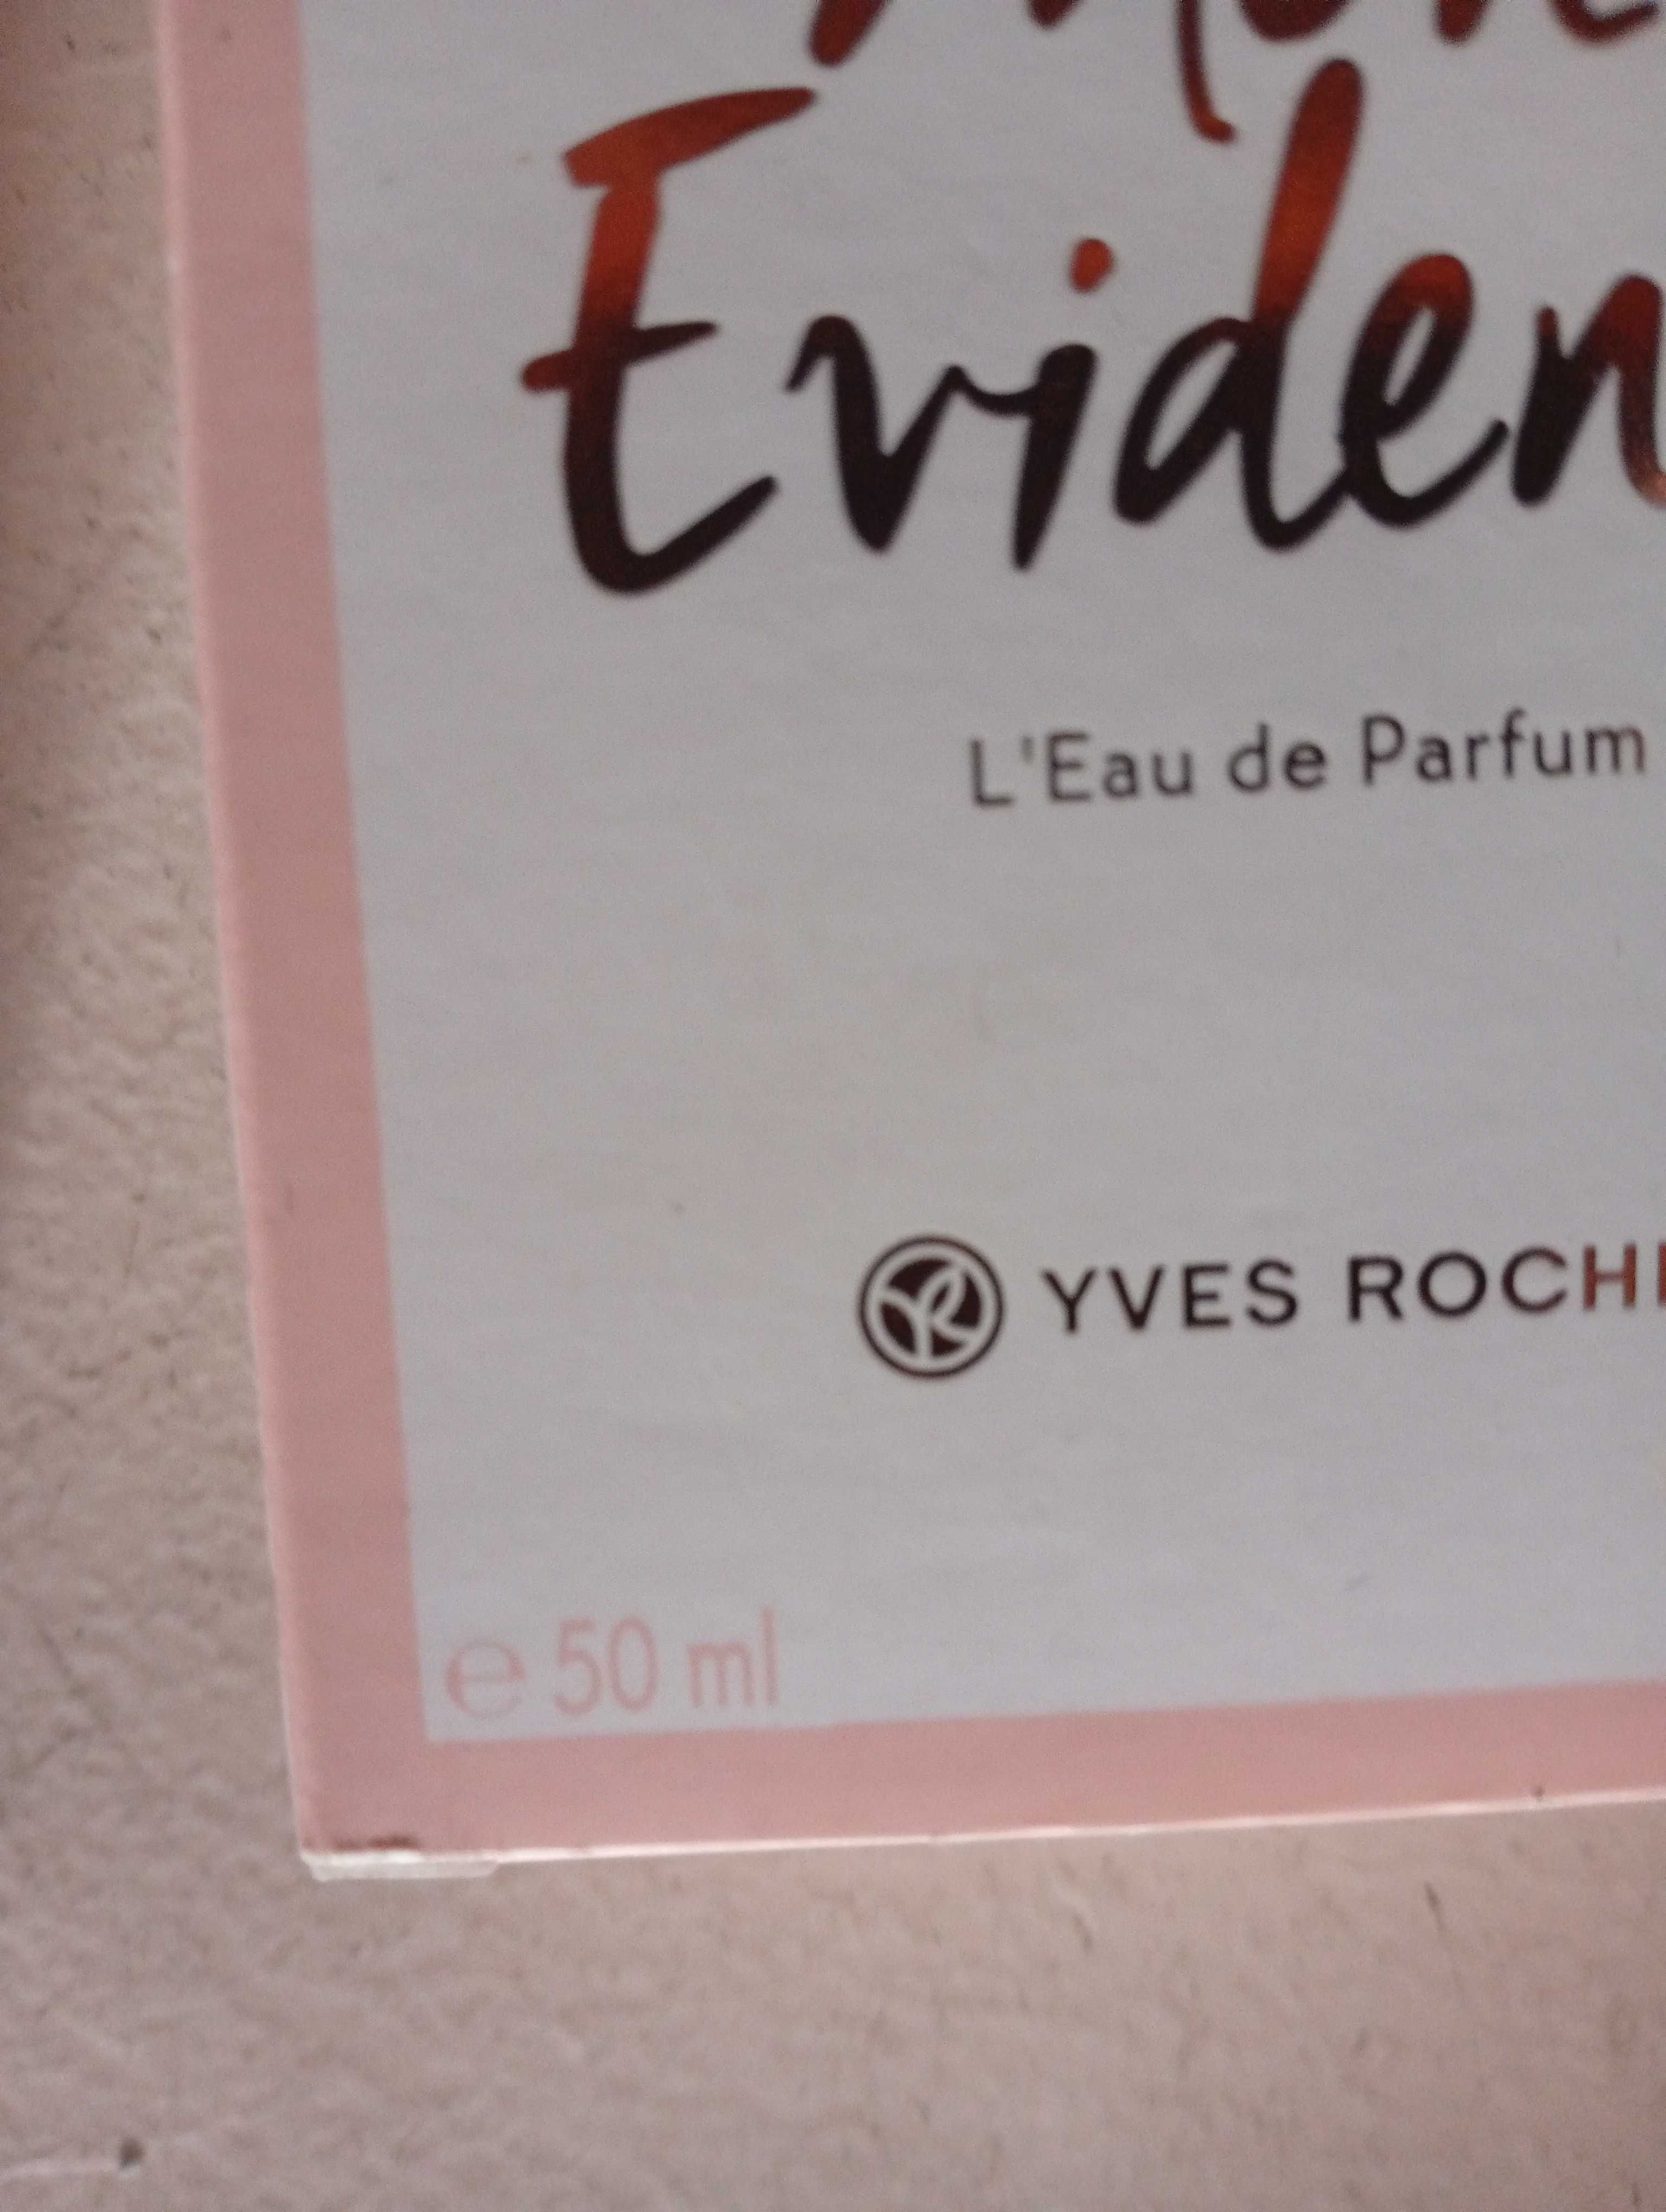 Eviden
L'Eau de Parfum
YVES ROCH
e 50 ml